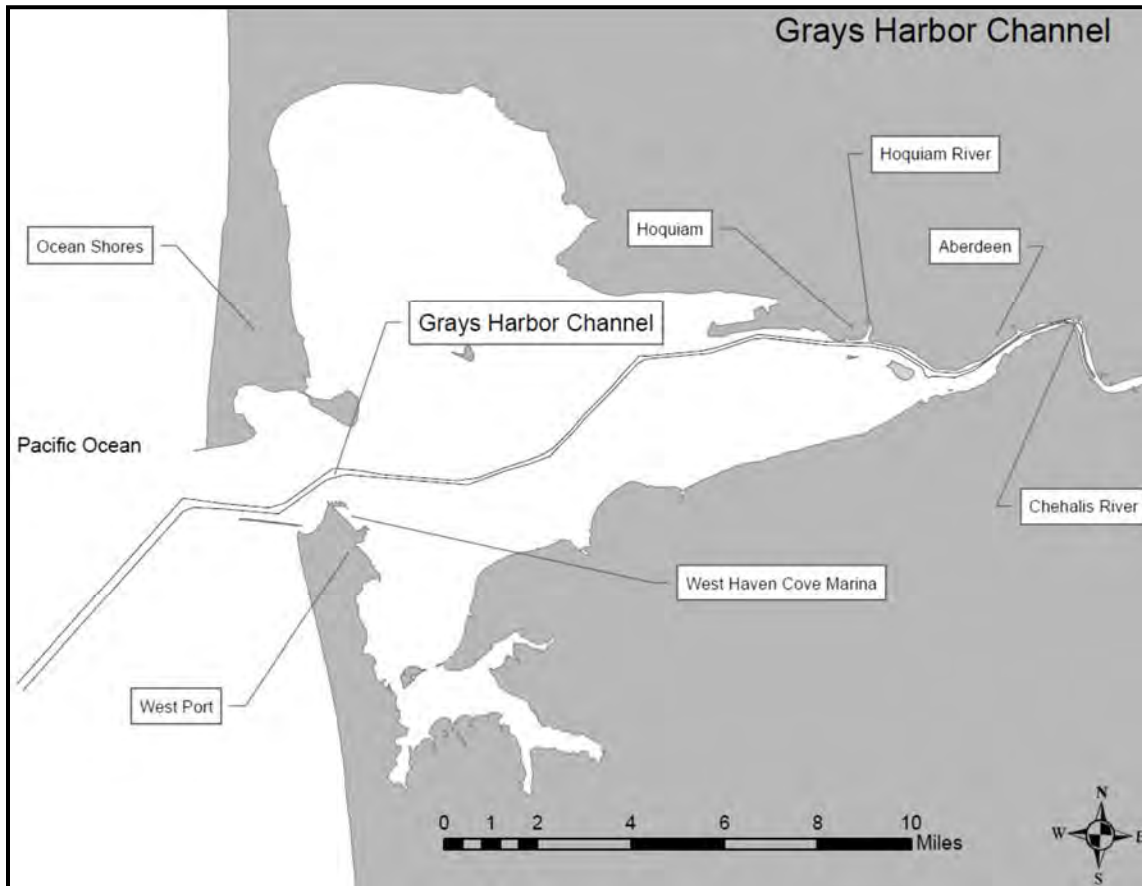 Grays Harbor Channel
Hoquiam River
Hoquiam
Ocean Shores
Aberdeen
Grays Harbor Channel
Pacific Ocean
Chehalis River
West Haven Cove Marina
West Port
0 1 2 4 6 8 10
Miles
N
W E
S